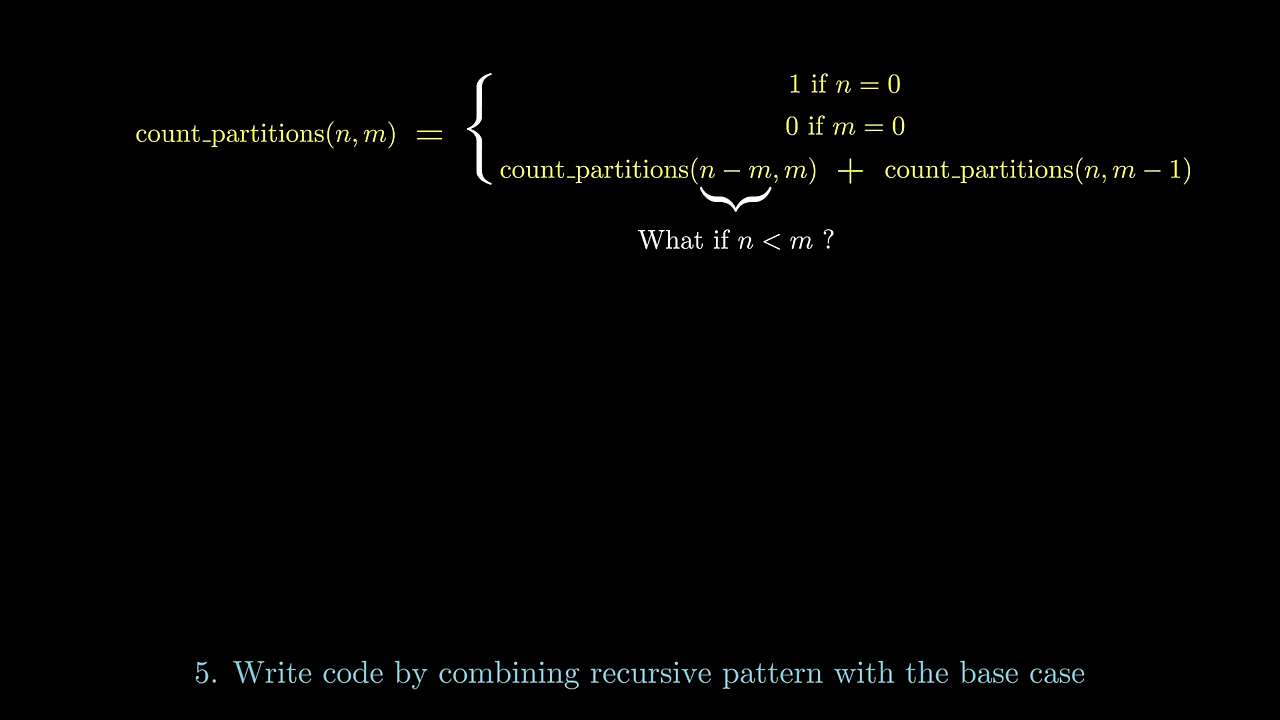 1 if n = 0
count_partitions(n, m) = { 0 if m = 0
count_partitions(n − m, m) + count_partitions(n, m − 1)
What if n < m ?
5. Write code by combining recursive pattern with the base case